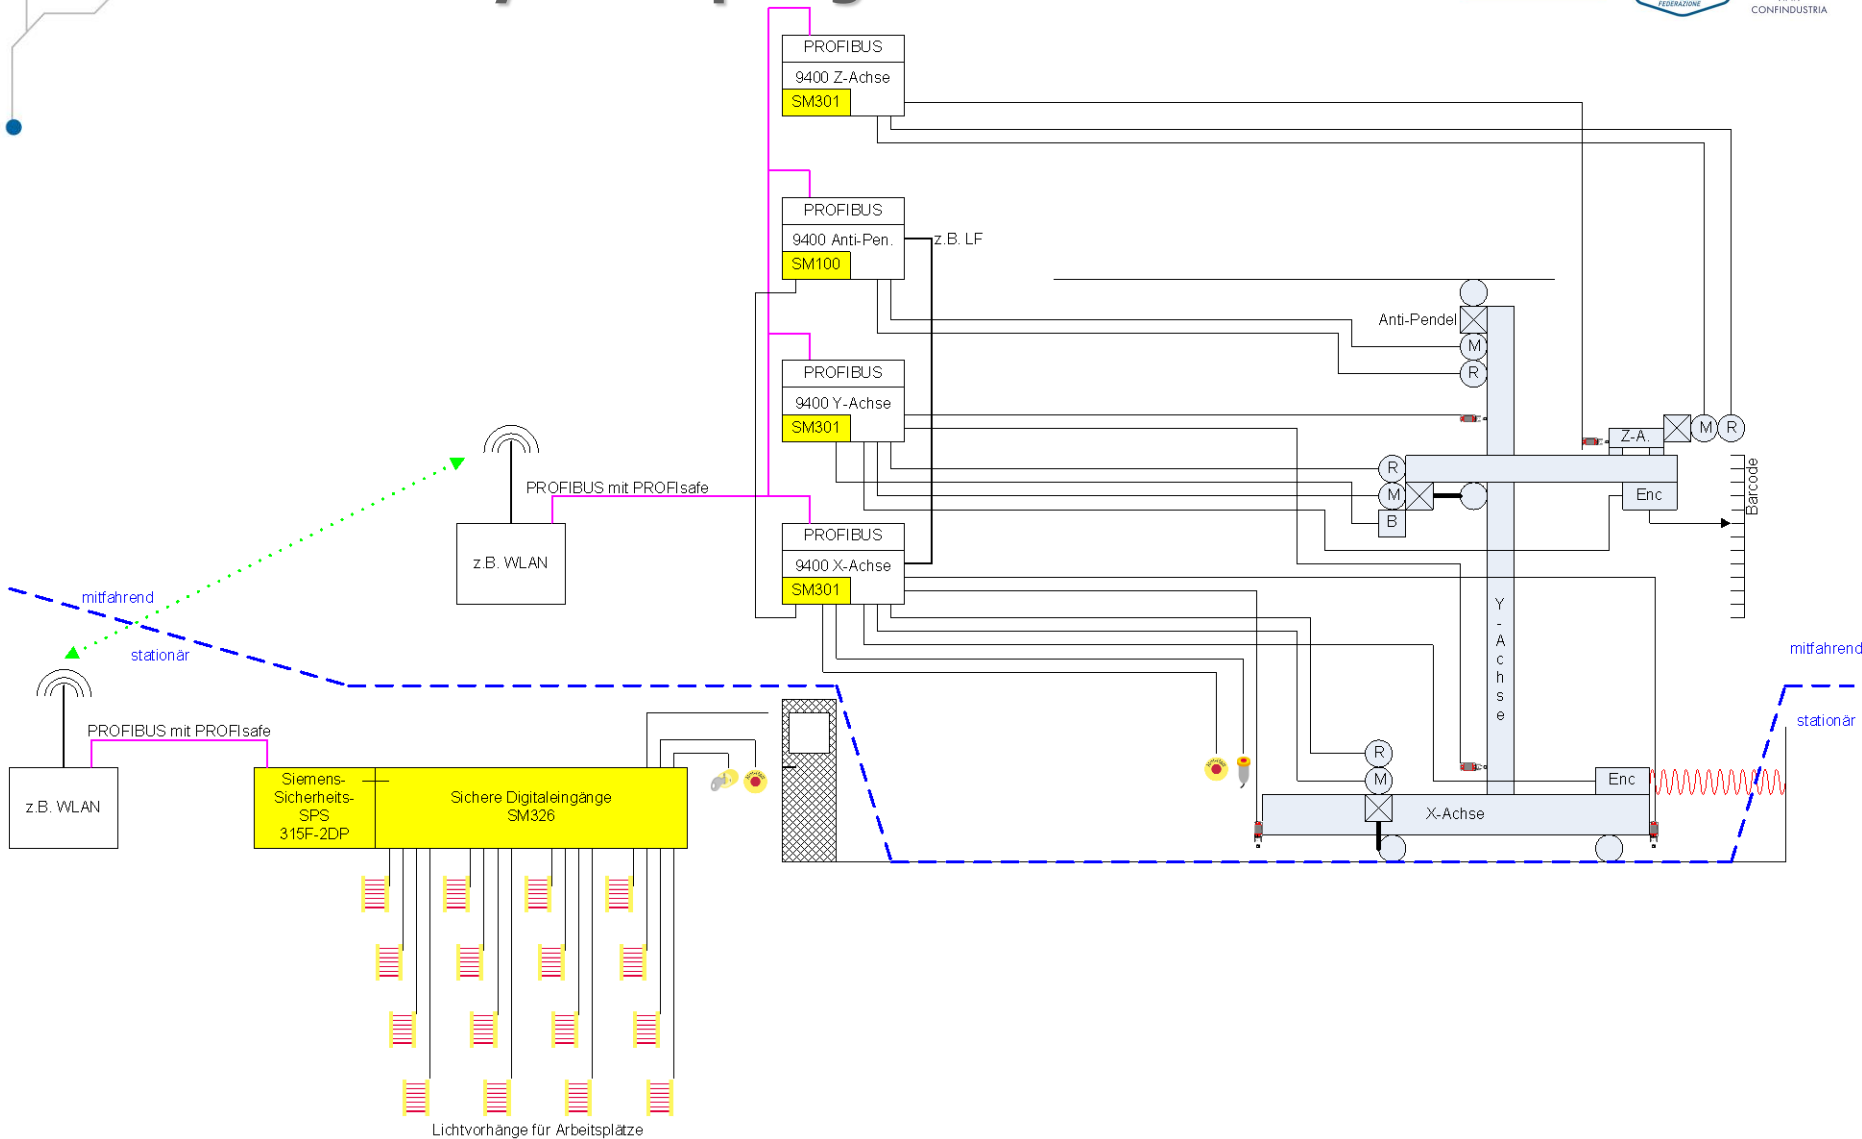 FEDERAZIONE
CONFINDUSTRIA
PROFIBUS
9400 Z-Achse
SM301
PROFIBUS
9400 Anti-Pen.
SM100
z.B. LF
Anti-Pendel
M
R
PROFIBUS
9400 Y-Achse
SM301
Z-A.
M
R
R
M
B
Enc
Barcode
PROFIBUS mit PROFIsafe
z.B. WLAN
PROFIBUS
9400 X-Achse
SM301
Y-Achse
mitfahrend
stationär
mitfahrend
stationär
PROFIBUS mit PROFIsafe
z.B. WLAN
Siemens-
Sicherheits-
SPS
315F-2DP
Sichere Digitaleingänge
SM326
R
M
Enc
X-Achse
Lichtvorhänge für Arbeitsplätze